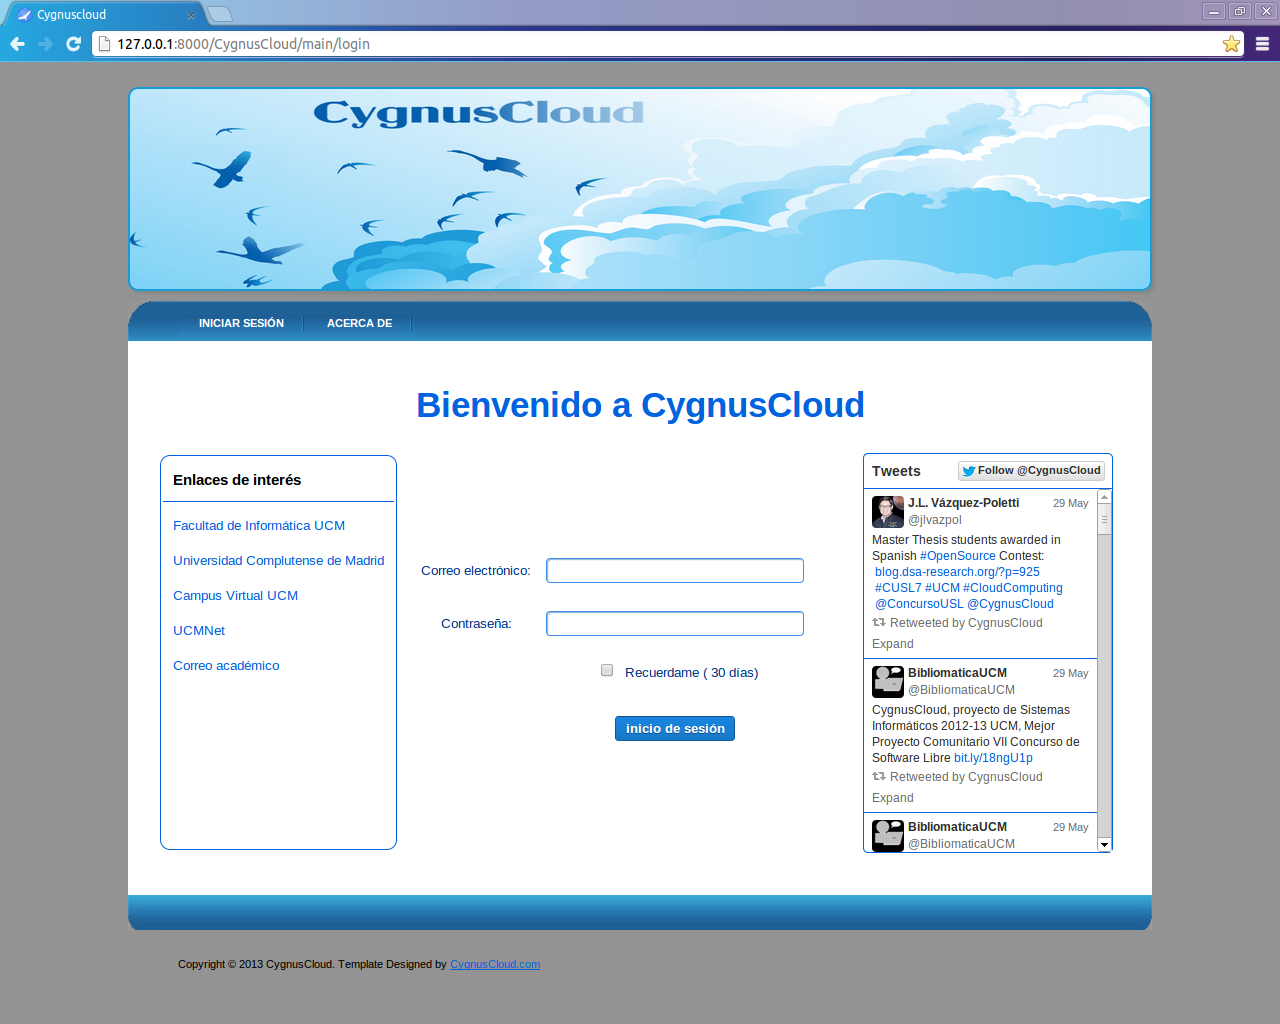 Cygnuscloud
127.0.0.1:8000/CygnusCloud/main/login
CygnusCloud
INICIAR SESIÓN
ACERCA DE
Bienvenido a CygnusCloud
Enlaces de interés
Facultad de Informática UCM
Universidad Complutense de Madrid
Campus Virtual UCM
UCMNet
Correo académico
Correo electrónico:
Contraseña:
Recuerdame ( 30 días)
inicio de sesión
Tweets
Follow @CygnusCloud
J.L. Vázquez-Poletti 29 May
@jlvazpol
Master Thesis students awarded in
Spanish #OpenSource Contest:
blog.dsa-research.org/?p=925
#CUSL7 #UCM #CloudComputing
@ConcursoUSL @CygnusCloud
Retweeted by CygnusCloud
Expand
BibliomaticaUCM 29 May
@BibliomaticaUCM
CygnusCloud, proyecto de Sistemas
Informáticos 2012-13 UCM, Mejor
Proyecto Comunitario VII Concurso de
Software Libre bit.ly/18ngU1p
Retweeted by CygnusCloud
Expand
BibliomaticaUCM 29 May
@BibliomaticaUCM
Copyright © 2013 CygnusCloud. Template Designed by CygnusCloud.com